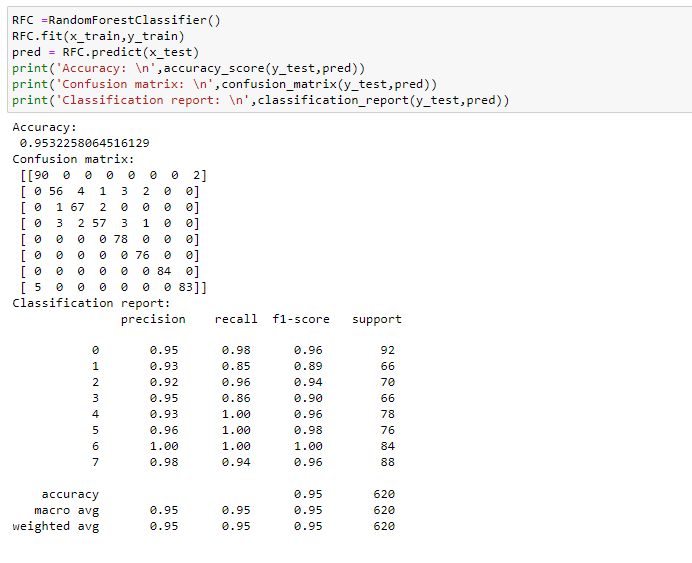 RFC =RandomForestClassifier()
RFC.fit(x_train,y_train)
pred = RFC.predict(x_test)
print('Accuracy: \n',accuracy_score(y_test,pred))
print('Confusion matrix: \n',confusion_matrix(y_test,pred))
print('Classification report: \n',classification_report(y_test,pred))
Accuracy:
 0.9532258064516129
Confusion matrix:
 [[90  0  0  0  0  0  0  2]
 [ 0 56  4  1  3  2  0  0]
 [ 0  1 67  2  0  0  0  0]
 [ 0  3  2 57  3  1  0  0]
 [ 0  0  0  0 78  0  0  0]
 [ 0  0  0  0  0 76  0  0]
 [ 0  0  0  0  0  0 84  0]
 [ 5  0  0  0  0  0  0 83]]
Classification report:
               precision    recall  f1-score   support
           0       0.95      0.98      0.96        92
           1       0.93      0.85      0.89        66
           2       0.92      0.96      0.94        70
           3       0.95      0.86      0.90        66
           4       0.93      1.00      0.96        78
           5       0.96      1.00      0.98        76
           6       1.00      1.00      1.00        84
           7       0.98      0.94      0.96        88
    accuracy                           0.95       620
   macro avg       0.95      0.95      0.95       620
weighted avg       0.95      0.95      0.95       620